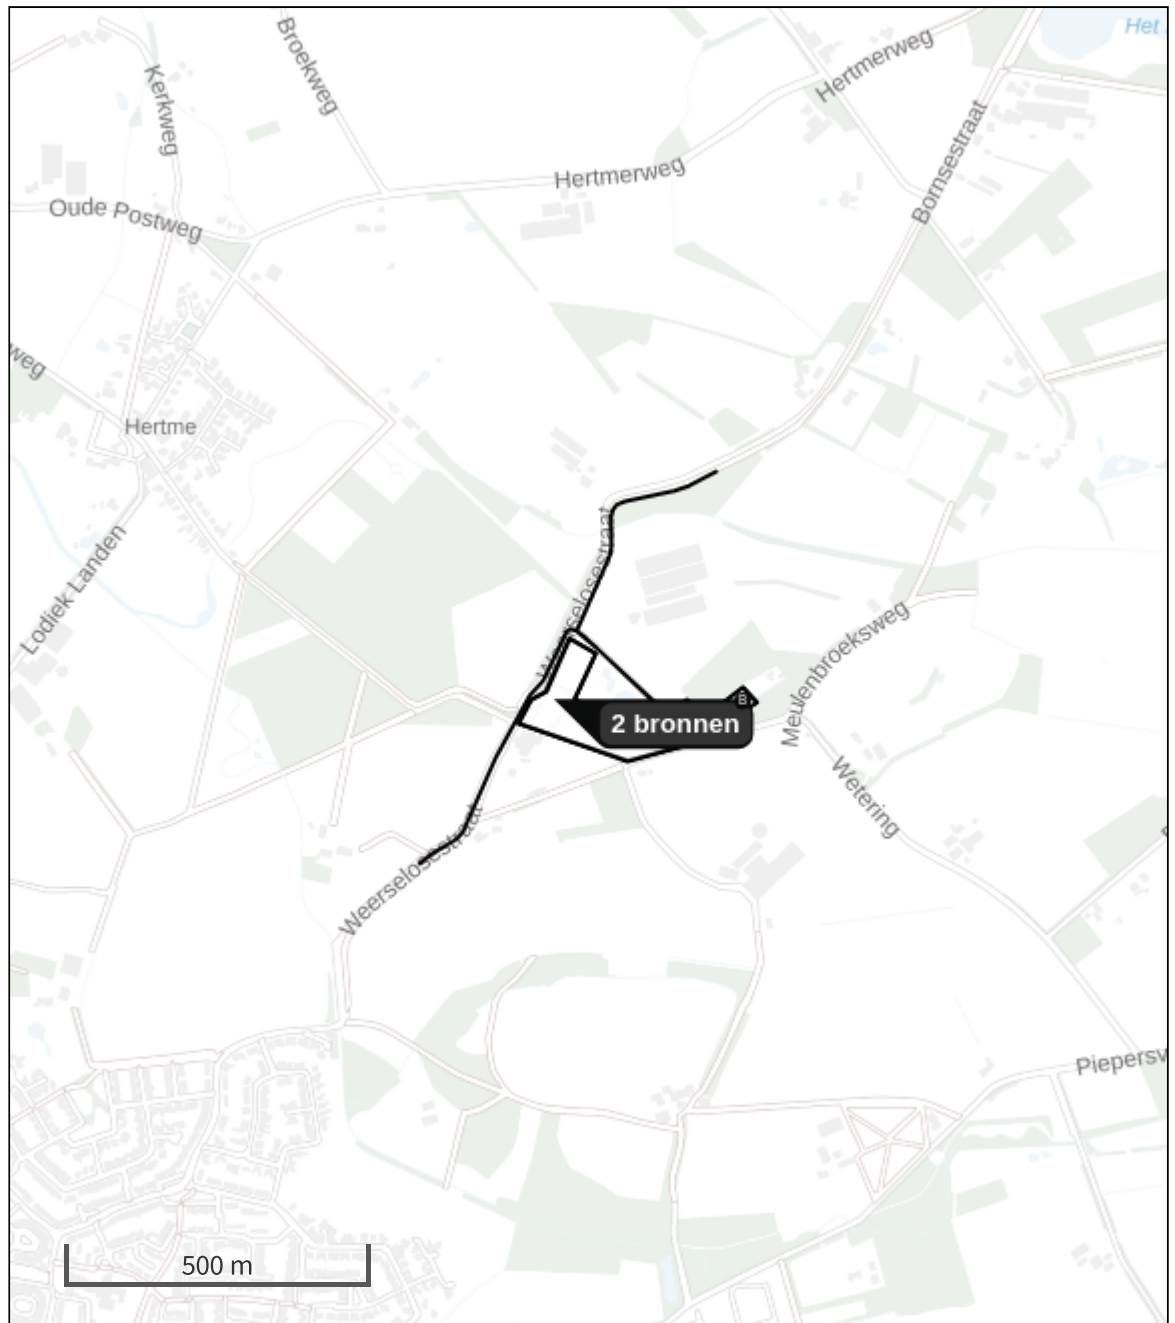 Het
Broekweg
Hertmerweg
Kerkweg
Bornsestraat
Hertmerweg
Oude Postweg
weg
Hertme
Weerselosestraat
Lodiek Landen
Meulenbroeksweg
B
2 bronnen
Wetering
Weerselosestraat
Piepersv
500 m